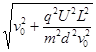 √(v₀² + q²U²L² / m²d²v₀²)